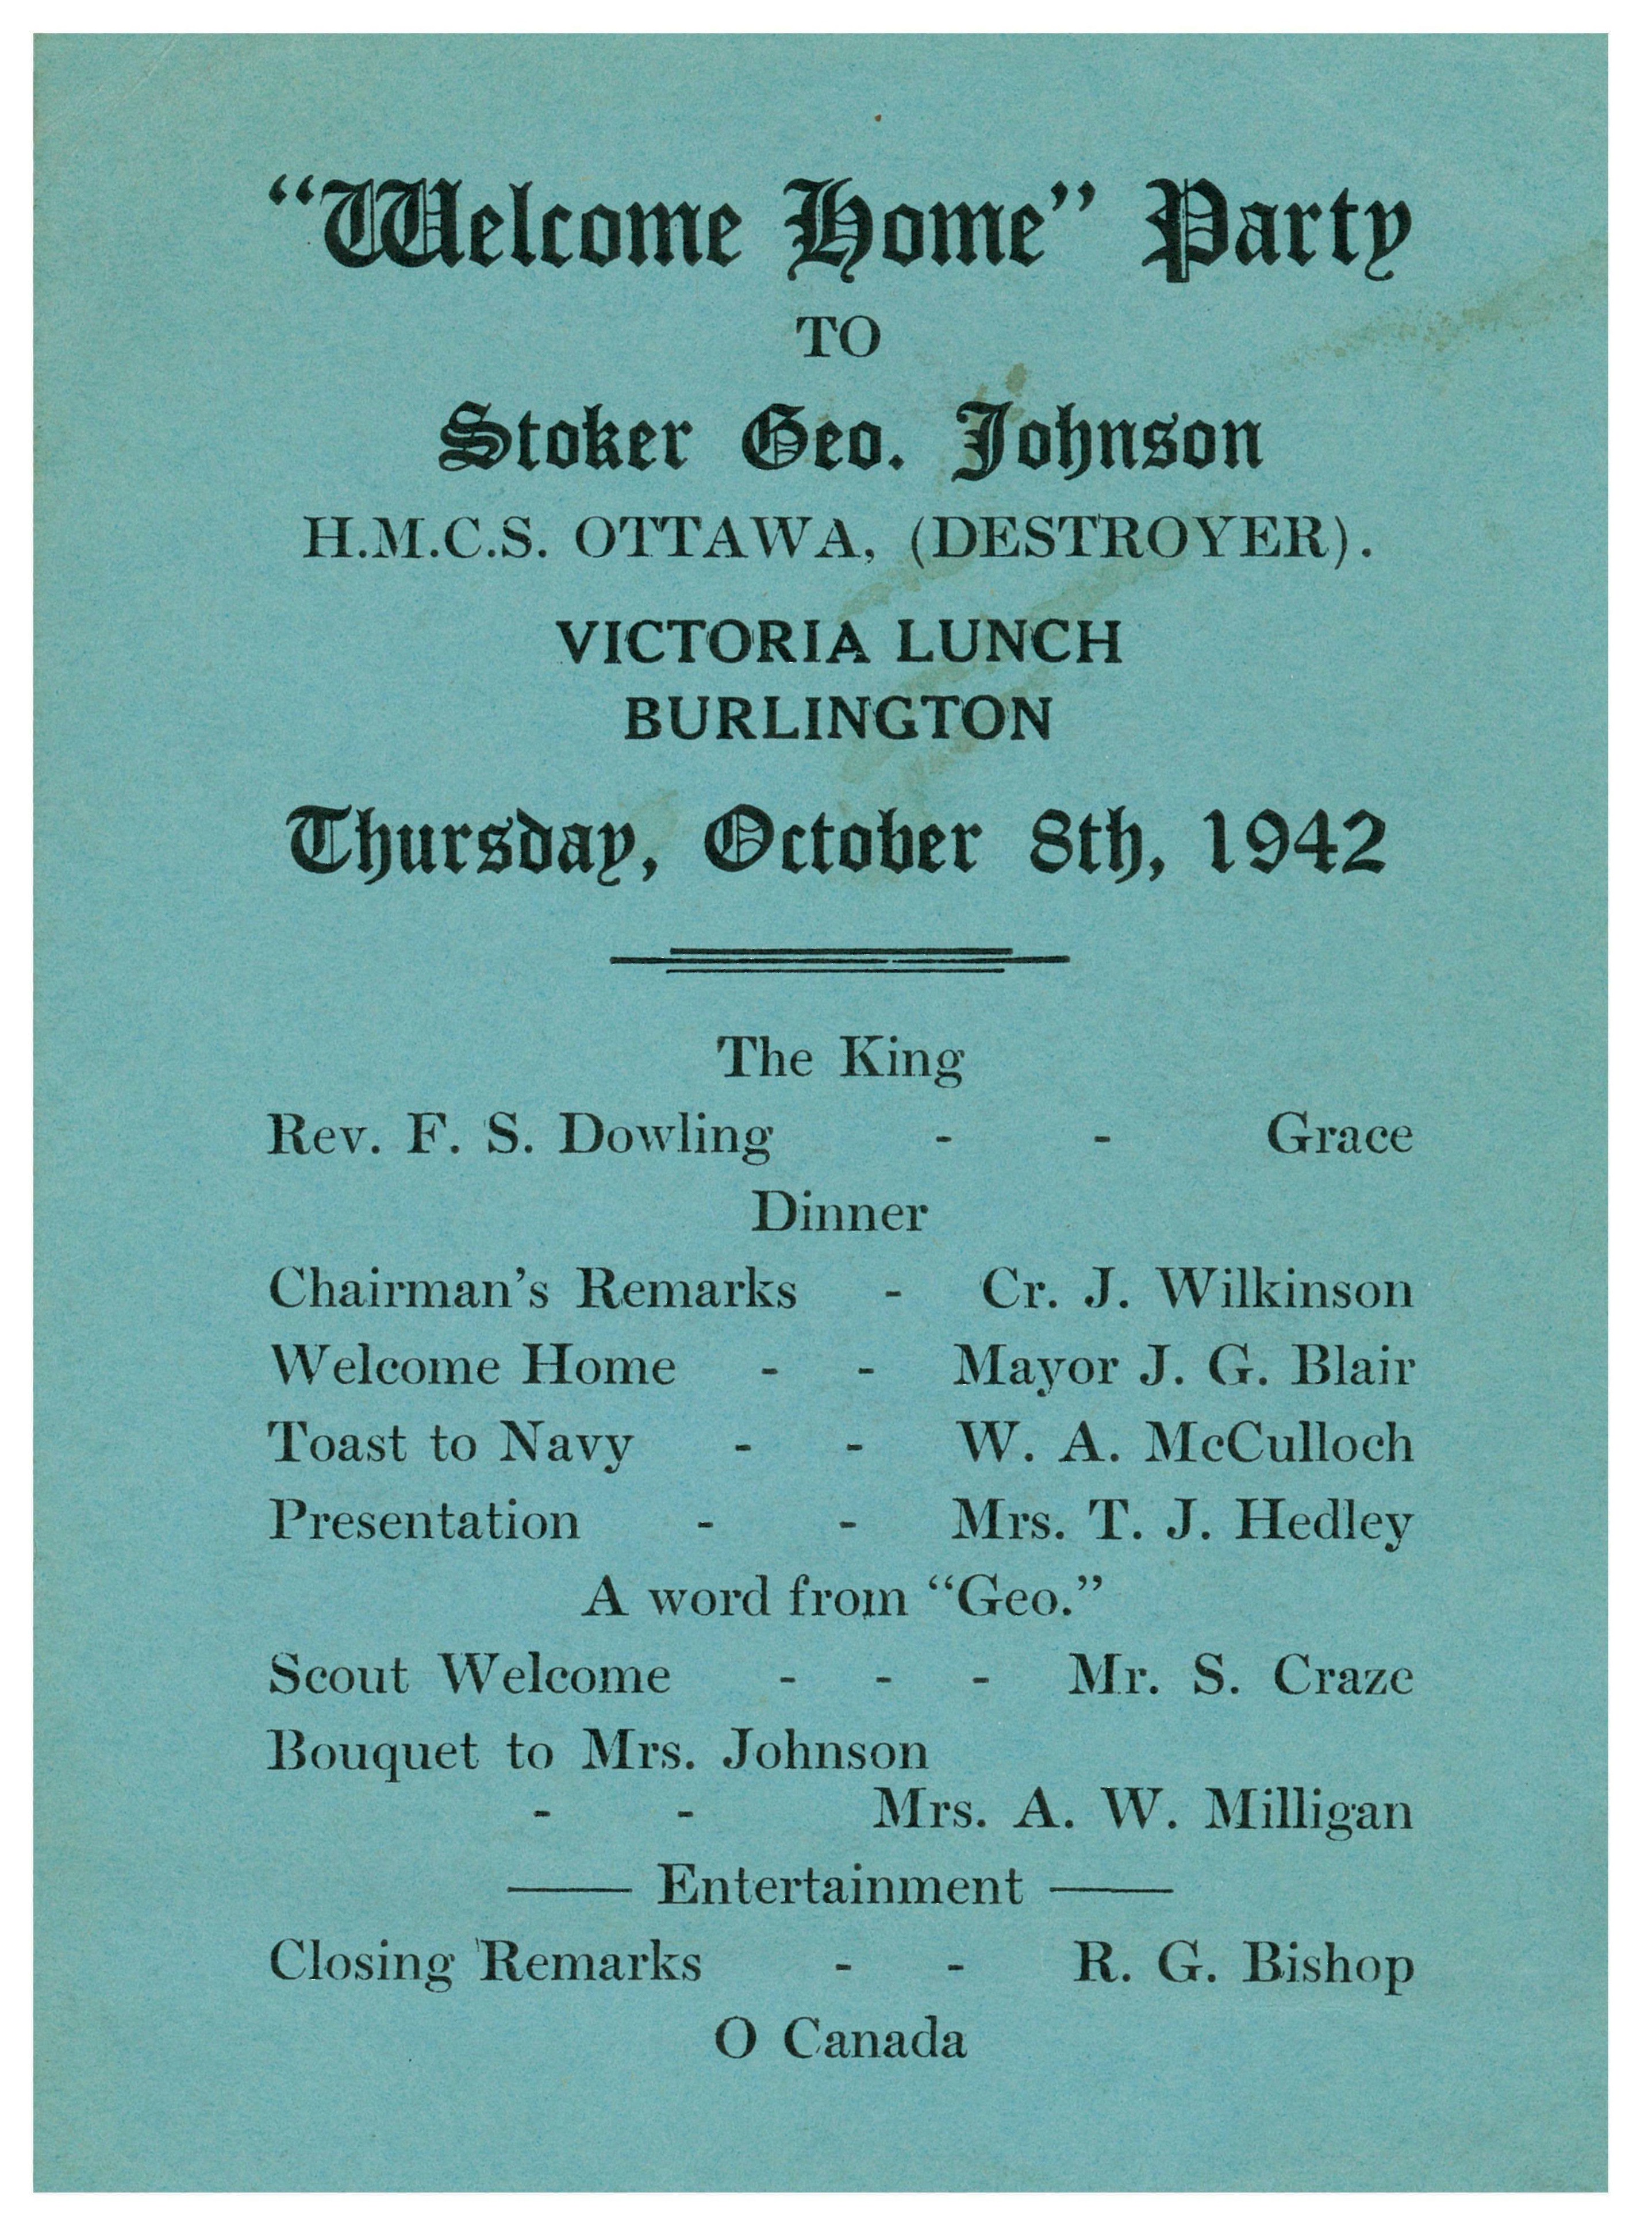 "Welcome Home" Party
TO
Stoker Geo. Johnson
H.M.C.S. OTTAWA, (DESTROYER).
VICTORIA LUNCH
BURLINGTON
Thursday, October 8th, 1942
The King
Rev. F. S. Dowling - - Grace
Dinner
Chairman's Remarks - Cr. J. Wilkinson
Welcome Home - - Mayor J. G. Blair
Toast to Navy - - W. A. McCulloch
Presentation - - Mrs. T. J. Hedley
A word from "Geo."
Scout Welcome - - - Mr. S. Craze
Bouquet to Mrs. Johnson
- - Mrs. A. W. Milligan
—— Entertainment ——
Closing Remarks - - R. G. Bishop
O Canada